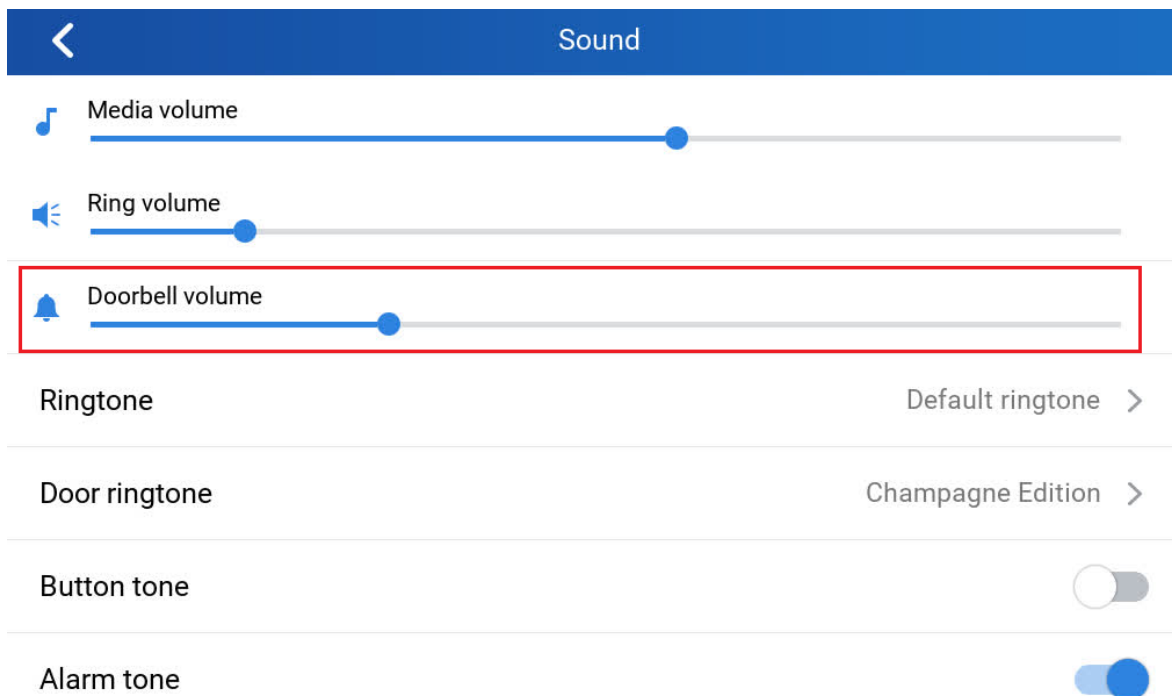 Sound
Media volume
Ring volume
Doorbell volume
Ringtone Default ringtone
Door ringtone Champagne Edition
Button tone
Alarm tone